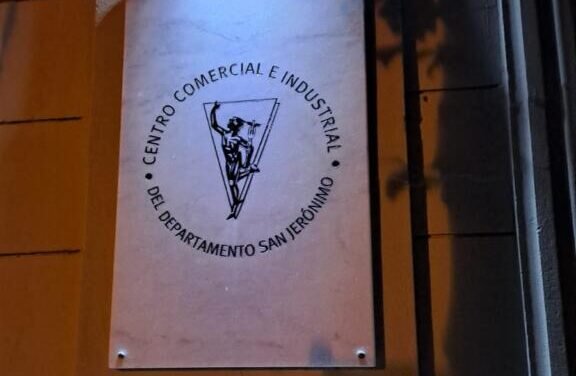 CENTRO COMERCIAL E INDUSTRIAL
DEL DEPARTAMENTO SAN JERÓNIMO